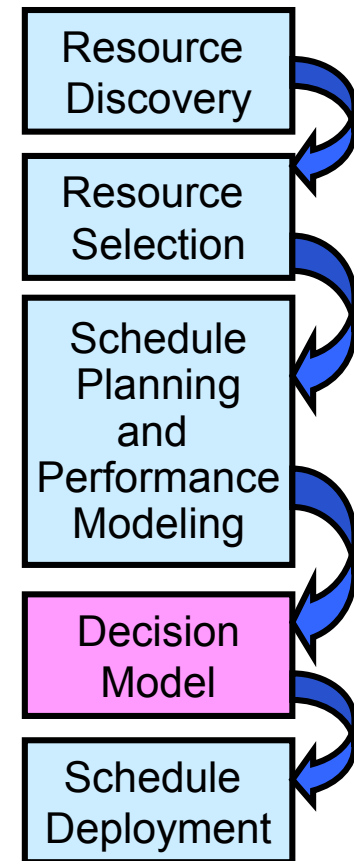 Resource
Discovery
Resource
Selection
Schedule
Planning
and
Performance
Modeling
Decision
Model
Schedule
Deployment